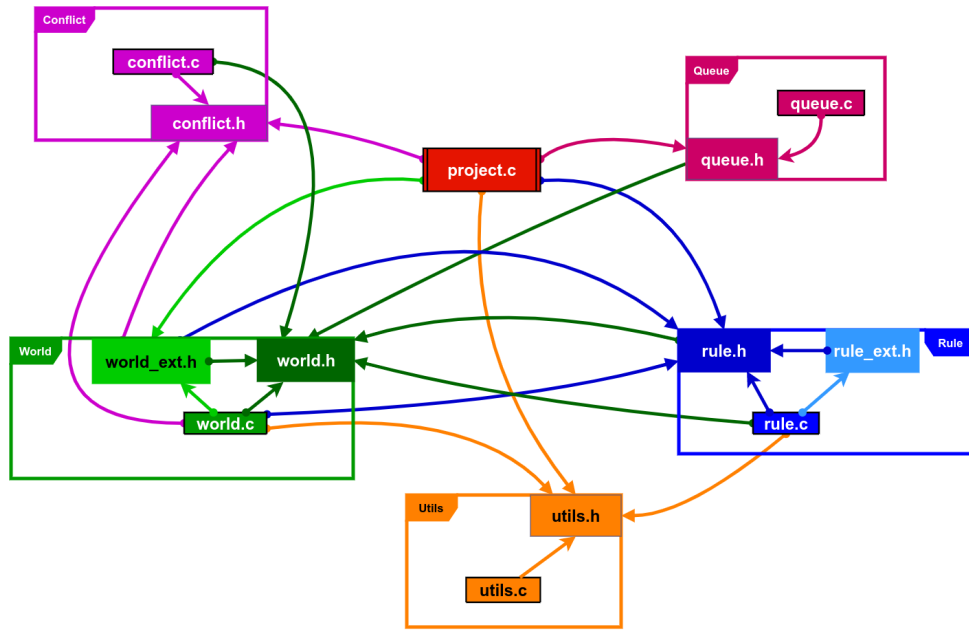 Conflict
conflict.c
conflict.h
Queue
queue.c
queue.h
project.c
World
world_ext.h
world.h
world.c
rule.h
rule_ext.h
Rule
rule.c
Utils
utils.h
utils.c